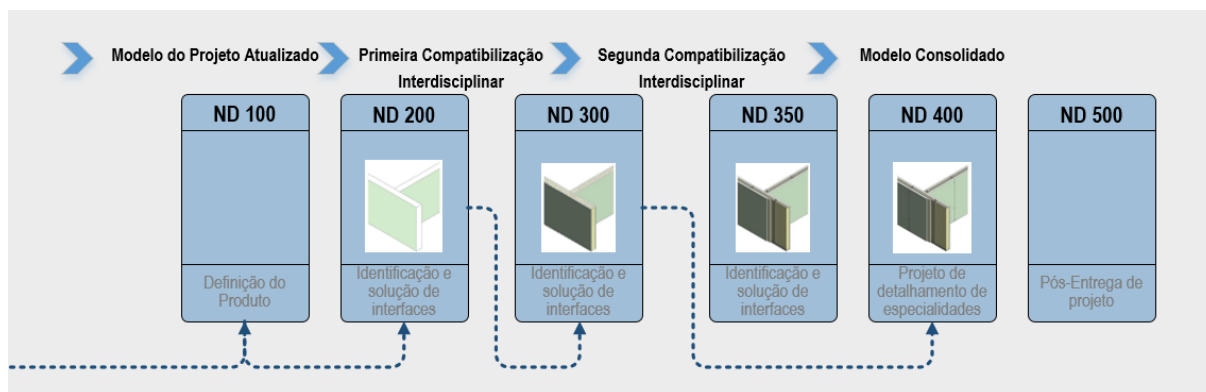 Modelo do Projeto Atualizado
Primeira Compatibilização
Interdisciplinar
Segunda Compatibilização
Interdisciplinar
Modelo Consolidado
ND 100
ND 200
ND 300
ND 350
ND 400
ND 500
Definição do
Produto
Identificação e
solução de
interfaces
Identificação e
solução de
interfaces
Identificação e
solução de
interfaces
Projeto de
detalhamento de
especialidades
Pós-Entrega de
projeto